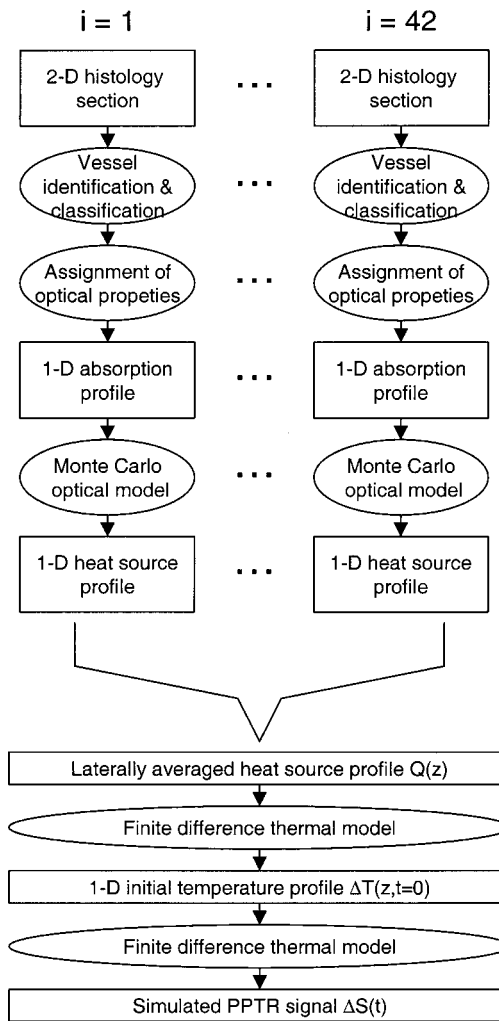 i = 1
i = 42
2-D histology
section
...
2-D histology
section
Vessel
identification &
classification
...
Vessel
identification &
classification
Assignment of
optical propeties
...
Assignment of
optical propeties
1-D absorption
profile
...
1-D absorption
profile
Monte Carlo
optical model
...
Monte Carlo
optical model
1-D heat source
profile
...
1-D heat source
profile
Laterally averaged heat source profile Q(z)
Finite difference thermal model
1-D initial temperature profile ΔT(z,t=0)
Finite difference thermal model
Simulated PPTR signal ΔS(t)